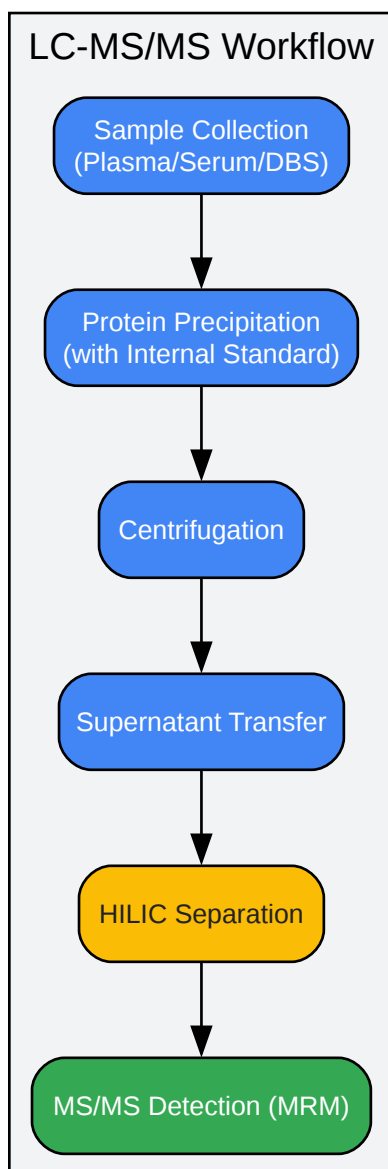 LC-MS/MS Workflow
Sample Collection
(Plasma/Serum/DBS)
Protein Precipitation
(with Internal Standard)
Centrifugation
Supernatant Transfer
HILIC Separation
MS/MS Detection (MRM)